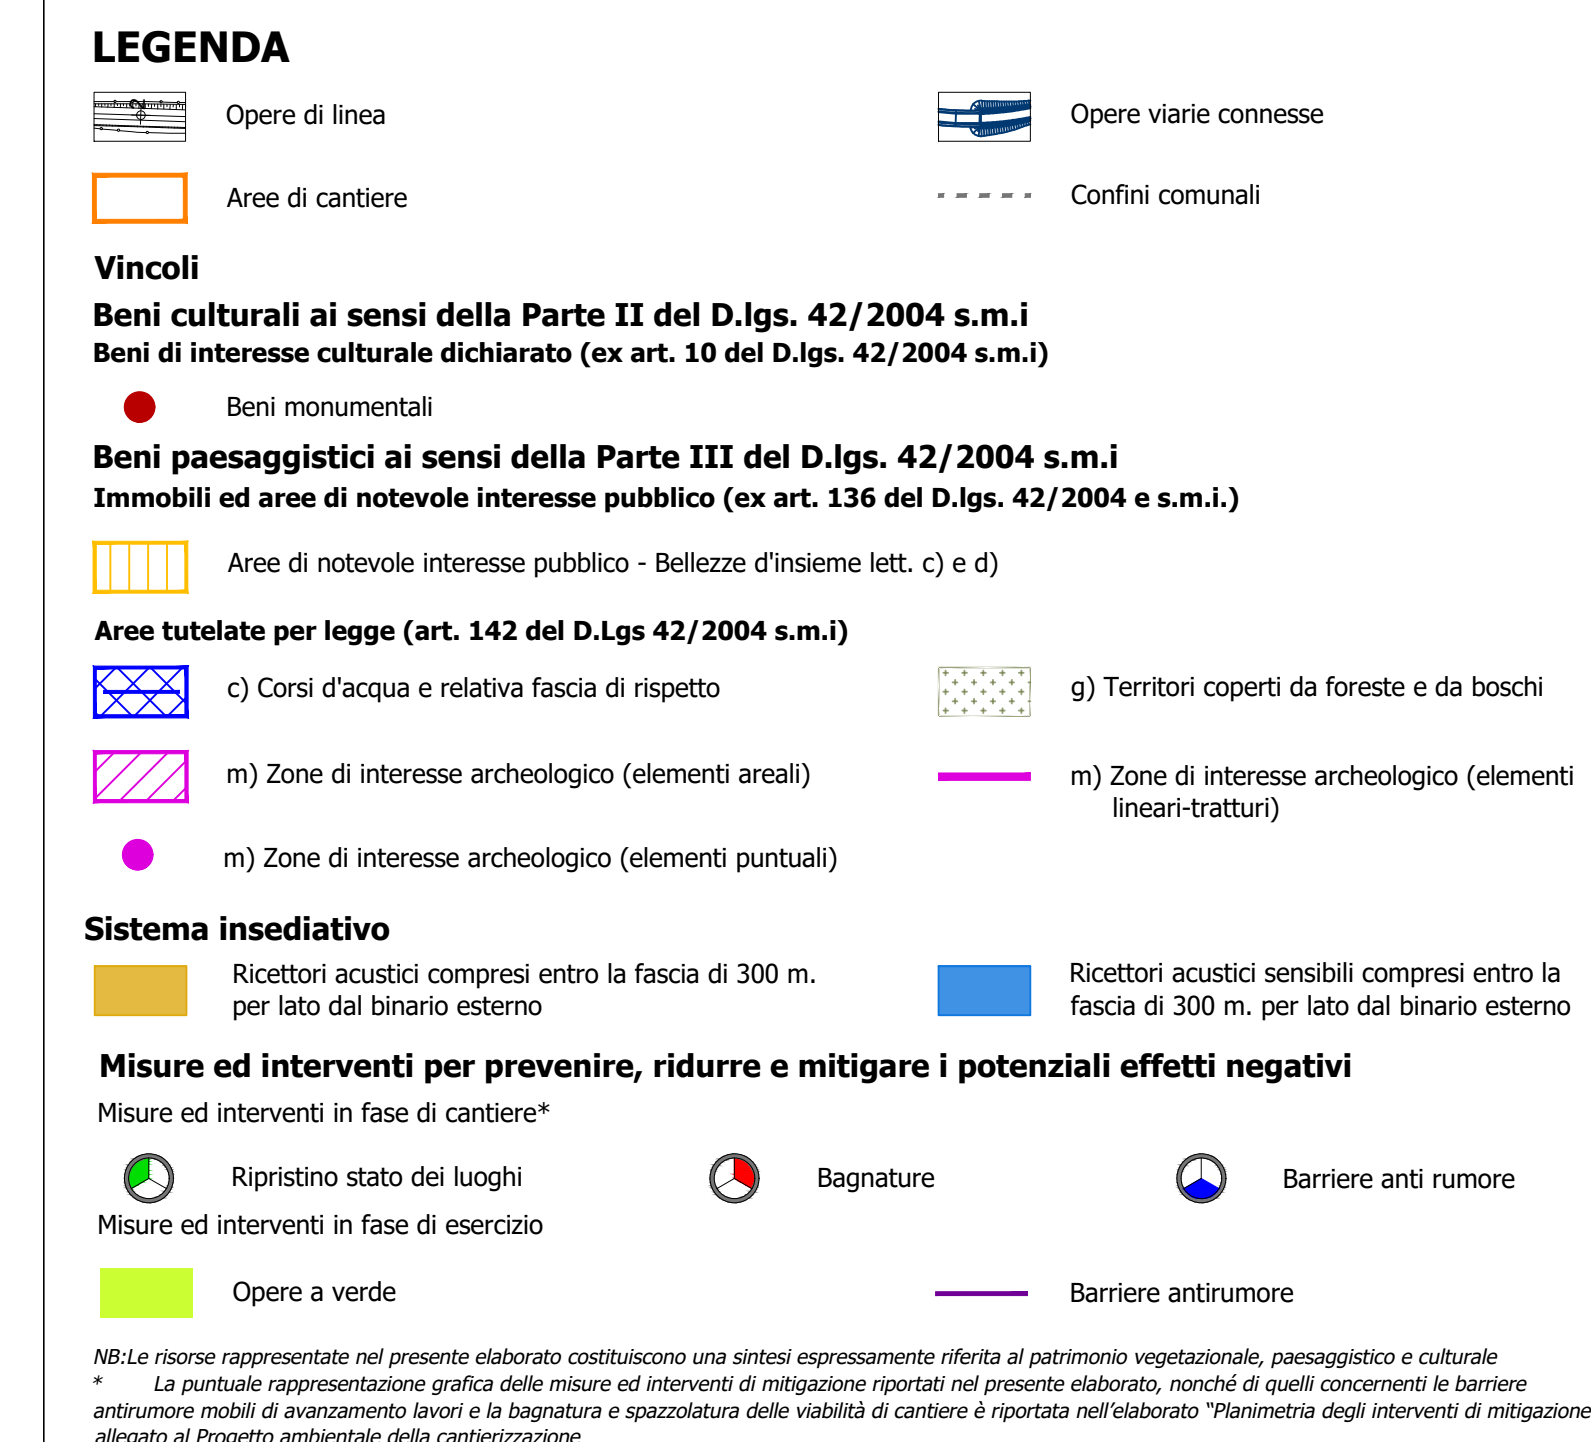 LEGENDA
Opere di linea
Opere viarie connesse
Aree di cantiere
Confini comunali
Vincoli
Beni culturali ai sensi della Parte II del D.lgs. 42/2004 s.m.i
Beni di interesse culturale dichiarato (ex art. 10 del D.lgs. 42/2004 s.m.i)
Beni monumentali
Beni paesaggistici ai sensi della Parte III del D.lgs. 42/2004 s.m.i
Immobili ed aree di notevole interesse pubblico (ex art. 136 del D.lgs. 42/2004 e s.m.i.)
Aree di notevole interesse pubblico - Bellezze d'insieme lett. c) e d)
Aree tutelate per legge (art. 142 del D.Lgs 42/2004 s.m.i)
c) Corsi d'acqua e relativa fascia di rispetto
g) Territori coperti da foreste e da boschi
m) Zone di interesse archeologico (elementi areali)
m) Zone di interesse archeologico (elementi
lineari-tratturi)
m) Zone di interesse archeologico (elementi puntuali)
Sistema insediativo
Ricettori acustici compresi entro la fascia di 300 m.
per lato dal binario esterno
Ricettori acustici sensibili compresi entro la
fascia di 300 m. per lato dal binario esterno
Misure ed interventi per prevenire, ridurre e mitigare i potenziali effetti negativi
Misure ed interventi in fase di cantiere*
Ripristino stato dei luoghi
Bagnature
Barriere anti rumore
Misure ed interventi in fase di esercizio
Opere a verde
Barriere antirumore
NB:Le risorse rappresentate nel presente elaborato costituiscono una sintesi espressamente riferita al patrimonio vegetazionale, paesaggistico e culturale
* La puntuale rappresentazione grafica delle misure ed interventi di mitigazione riportati nel presente elaborato, nonché di quelli concernenti le barriere
antirumore mobili di avanzamento lavori e la bagnatura e spazzolatura delle viabilità di cantiere è riportata nell'elaborato "Planimetria degli interventi di mitigazione
allegato al Progetto ambientale della cantierizzazione